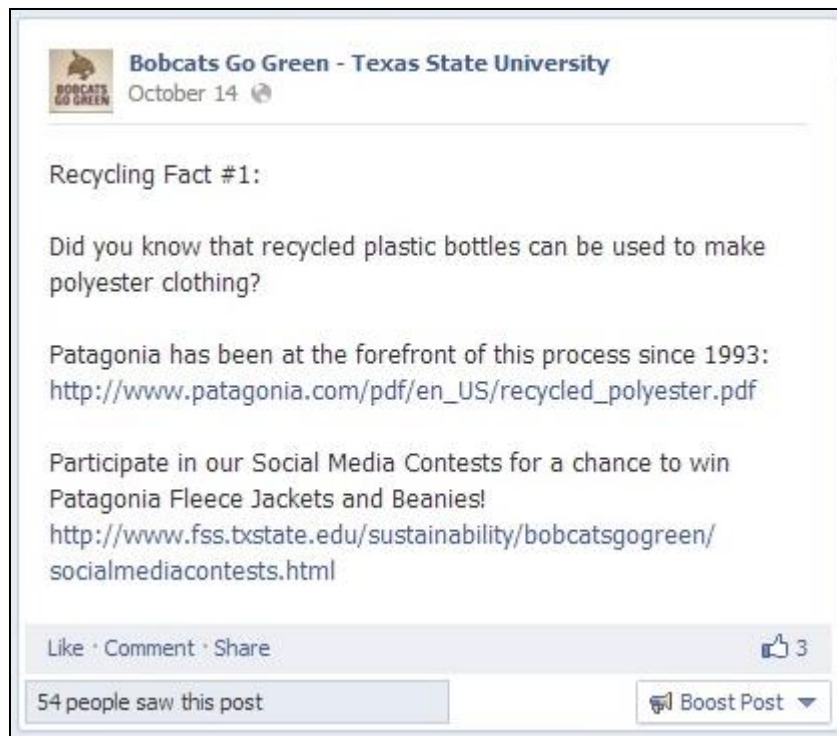 BOBCATS
GO GREEN
Bobcats Go Green - Texas State University
October 14
Recycling Fact #1:
Did you know that recycled plastic bottles can be used to make
polyester clothing?
Patagonia has been at the forefront of this process since 1993:
http://www.patagonia.com/pdf/en_US/recycled_polyester.pdf
Participate in our Social Media Contests for a chance to win
Patagonia Fleece Jackets and Beanies!
http://www.fss.txstate.edu/sustainability/bobcatsgogreen/
socialmediacontests.html
Like · Comment · Share 3
54 people saw this post Boost Post